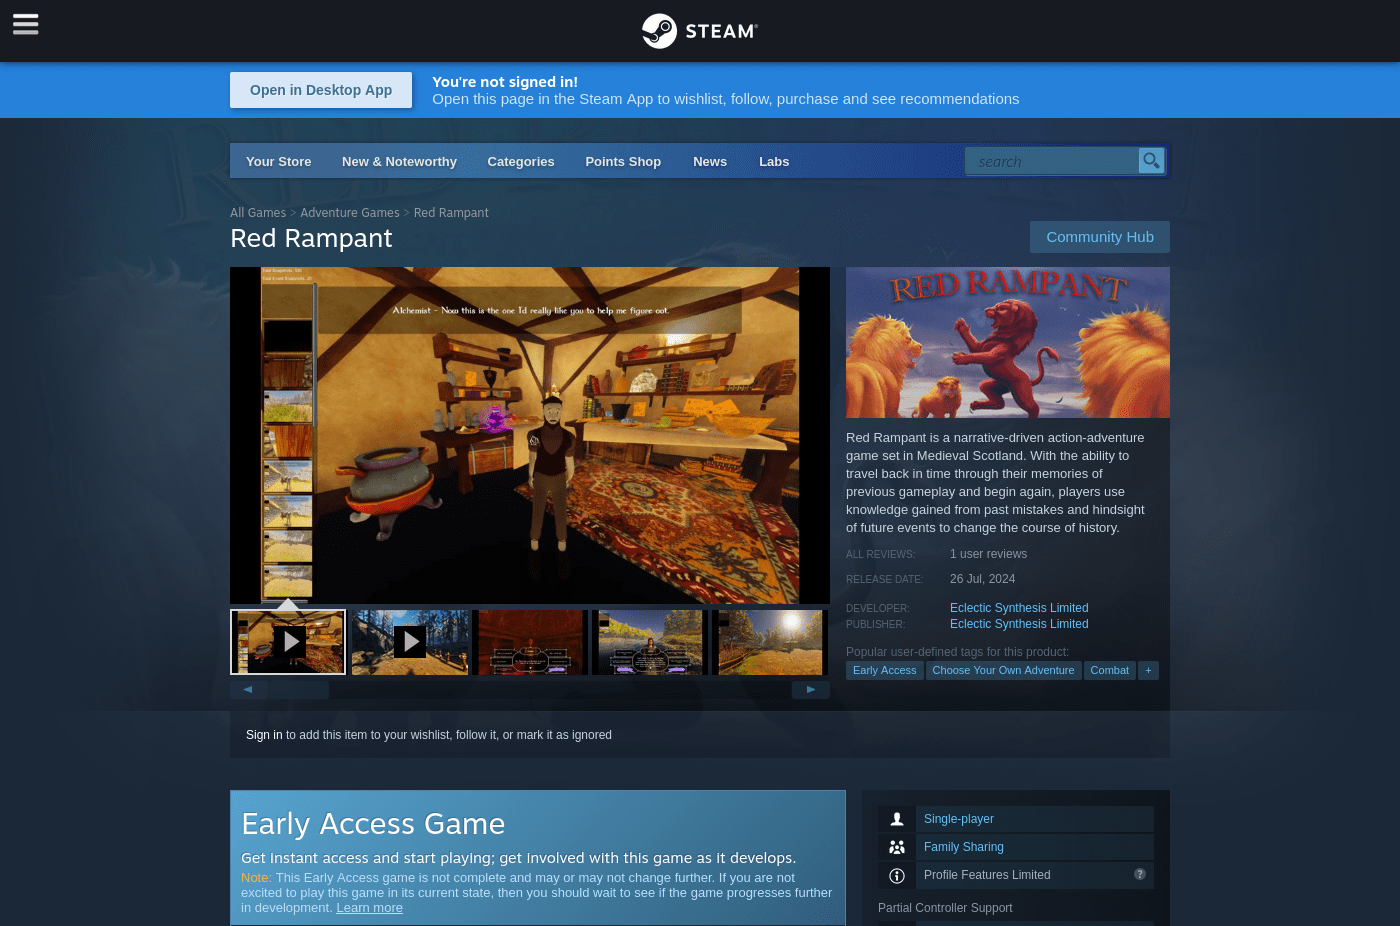 STEAM
Open in Desktop App
You're not signed in!
Open this page in the Steam App to wishlist, follow, purchase and see recommendations
Your Store
New & Noteworthy
Categories
Points Shop
News
Labs
search
All Games > Adventure Games > Red Rampant
Red Rampant
Community Hub
Alchemist - Now this is the one I'd really like you to help me figure out.
RED RAMPANT
Red Rampant is a narrative-driven action-adventure
game set in Medieval Scotland. With the ability to
travel back in time through their memories of
previous gameplay and begin again, players use
knowledge gained from past mistakes and hindsight
of future events to change the course of history.
ALL REVIEWS: 1 user reviews
RELEASE DATE: 26 Jul, 2024
DEVELOPER: Eclectic Synthesis Limited
PUBLISHER: Eclectic Synthesis Limited
Popular user-defined tags for this product:
Early Access
Choose Your Own Adventure
Combat
+
Sign in to add this item to your wishlist, follow it, or mark it as ignored
Early Access Game
Get instant access and start playing; get involved with this game as it develops.
Note: This Early Access game is not complete and may or may not change further. If you are not
excited to play this game in its current state, then you should wait to see if the game progresses further
in development. Learn more
Single-player
Family Sharing
Profile Features Limited
?
Partial Controller Support